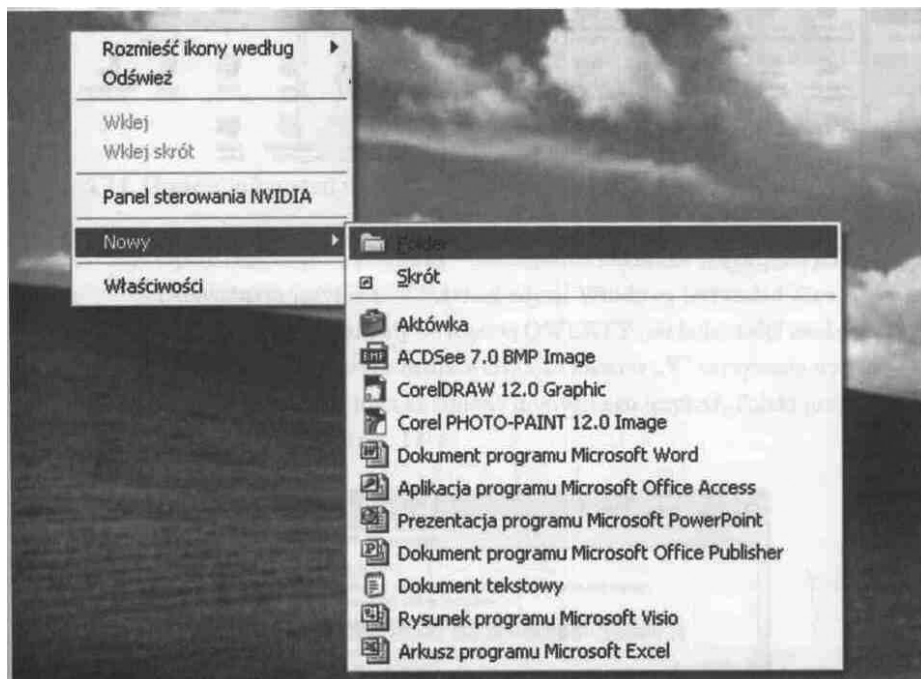 Rozmieść ikony według
Odśwież
Wklej
Wklej skrót
Panel sterowania NVIDIA
Nowy
Właściwości
Folder
Skrót
Aktówka
ACDSee 7.0 BMP Image
CorelDRAW 12.0 Graphic
Corel PHOTO-PAINT 12.0 Image
Dokument programu Microsoft Word
Aplikacja programu Microsoft Office Access
Prezentacja programu Microsoft PowerPoint
Dokument programu Microsoft Office Publisher
Dokument tekstowy
Rysunek programu Microsoft Visio
Arkusz programu Microsoft Excel